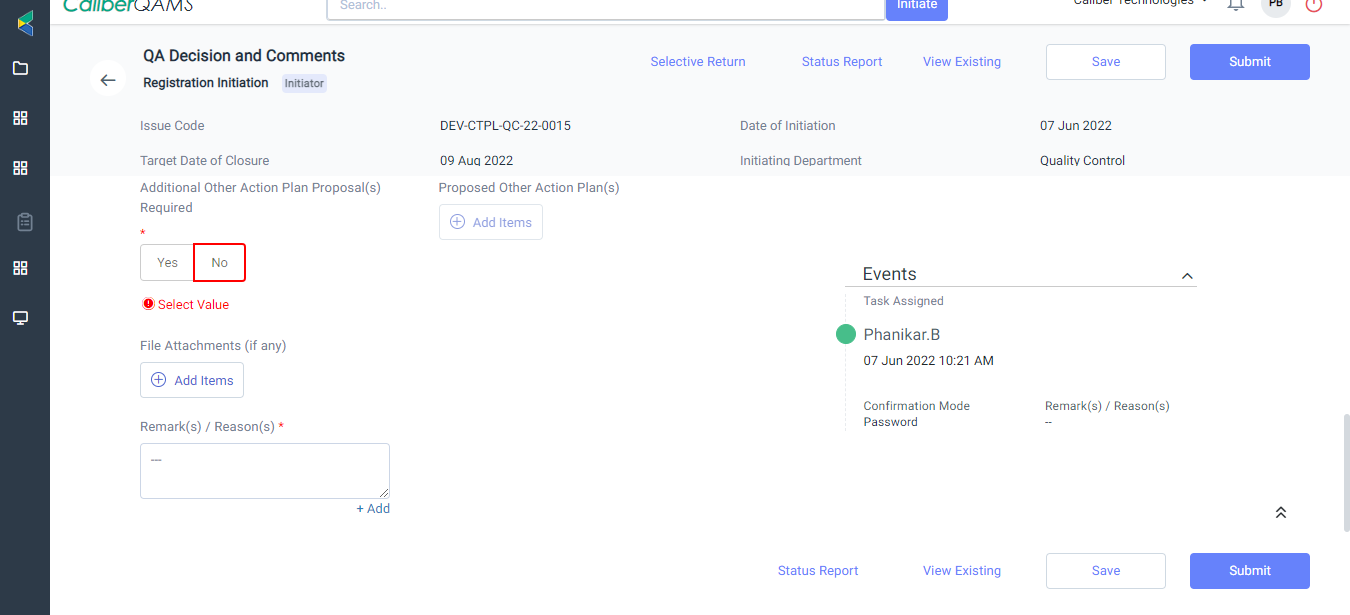 CaliberQAMS
Search..
Initiate
Caliber Technologies
PB
QA Decision and Comments
Registration Initiation Initiator
Selective Return
Status Report
View Existing
Save
Submit
Issue Code
DEV-CTPL-QC-22-0015
Date of Initiation
07 Jun 2022
Target Date of Closure
09 Aug 2022
Initiating Department
Quality Control
Additional Other Action Plan Proposal(s)
Required
*
Yes
No
Select Value
Proposed Other Action Plan(s)
Add Items
File Attachments (if any)
Add Items
Remark(s) / Reason(s) *
---
+ Add
Events
Task Assigned
Phanikar.B
07 Jun 2022 10:21 AM
Confirmation Mode
Password
Remark(s) / Reason(s)
--
Status Report
View Existing
Save
Submit